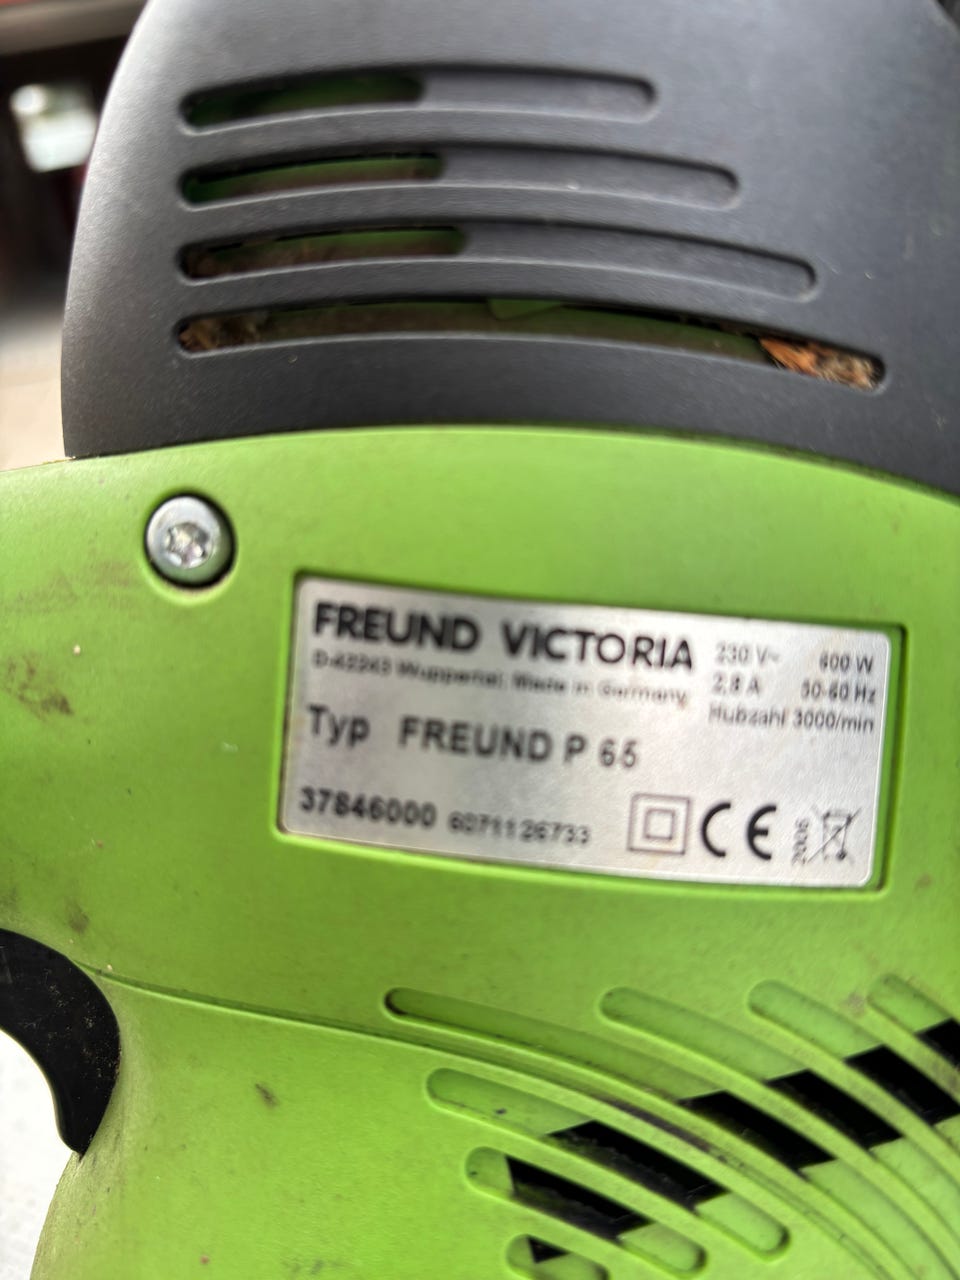 FREUND VICTORIA
D-42243 Wuppertal, Made in Germany
230 V~ 600 W
2,8 A 50-60 Hz
Hubzahl 3000/min
Typ FREUND P 65
37846000 6071126733
CE
2006